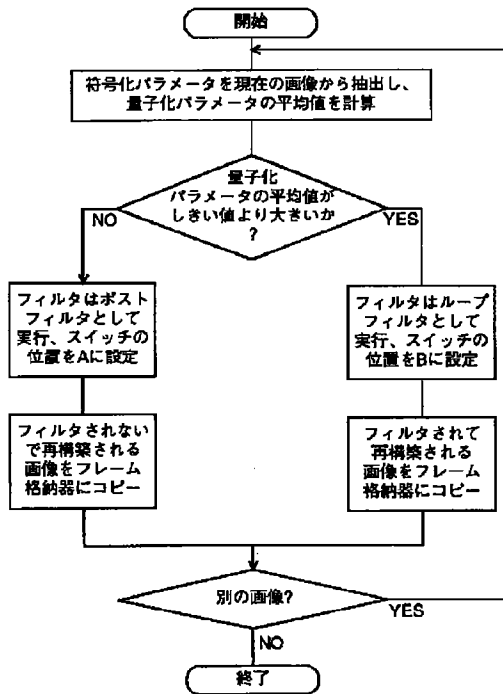 開始
符号化パラメータを現在の画像から抽出し、
量子化パラメータの平均値を計算
量子化
パラメータの平均値が
しきい値より大きいか
?
NO
YES
フィルタはポスト
フィルタとして
実行、スイッチの
位置をAに設定
フィルタはループ
フィルタとして
実行、スイッチの
位置をBに設定
フィルタされない
で再構築される
画像をフレーム
格納器にコピー
フィルタされて
再構築される
画像をフレーム
格納器にコピー
別の画像?
YES
NO
終了